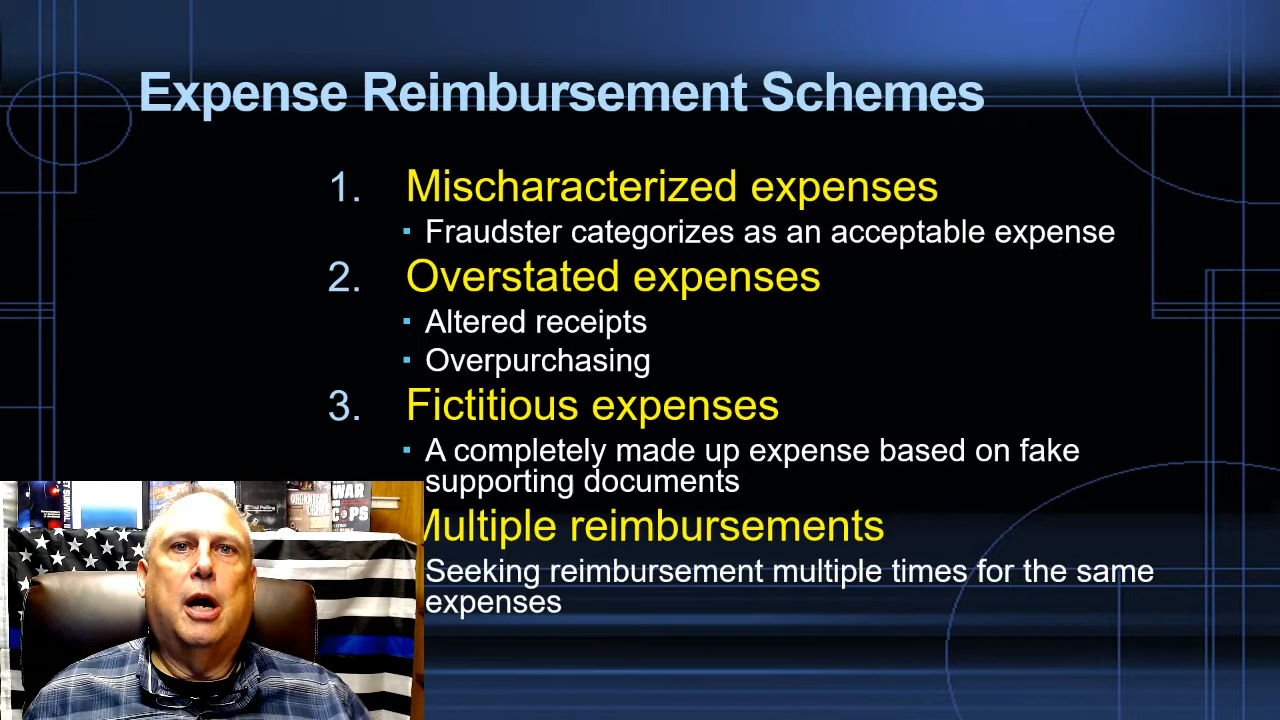 Expense Reimbursement Schemes
1. Mischaracterized expenses
▪ Fraudster categorizes as an acceptable expense
2. Overstated expenses
▪ Altered receipts
▪ Overpurchasing
3. Fictitious expenses
▪ A completely made up expense based on fake
supporting documents
Multiple reimbursements
Seeking reimbursement multiple times for the same
expenses
WAR
ON